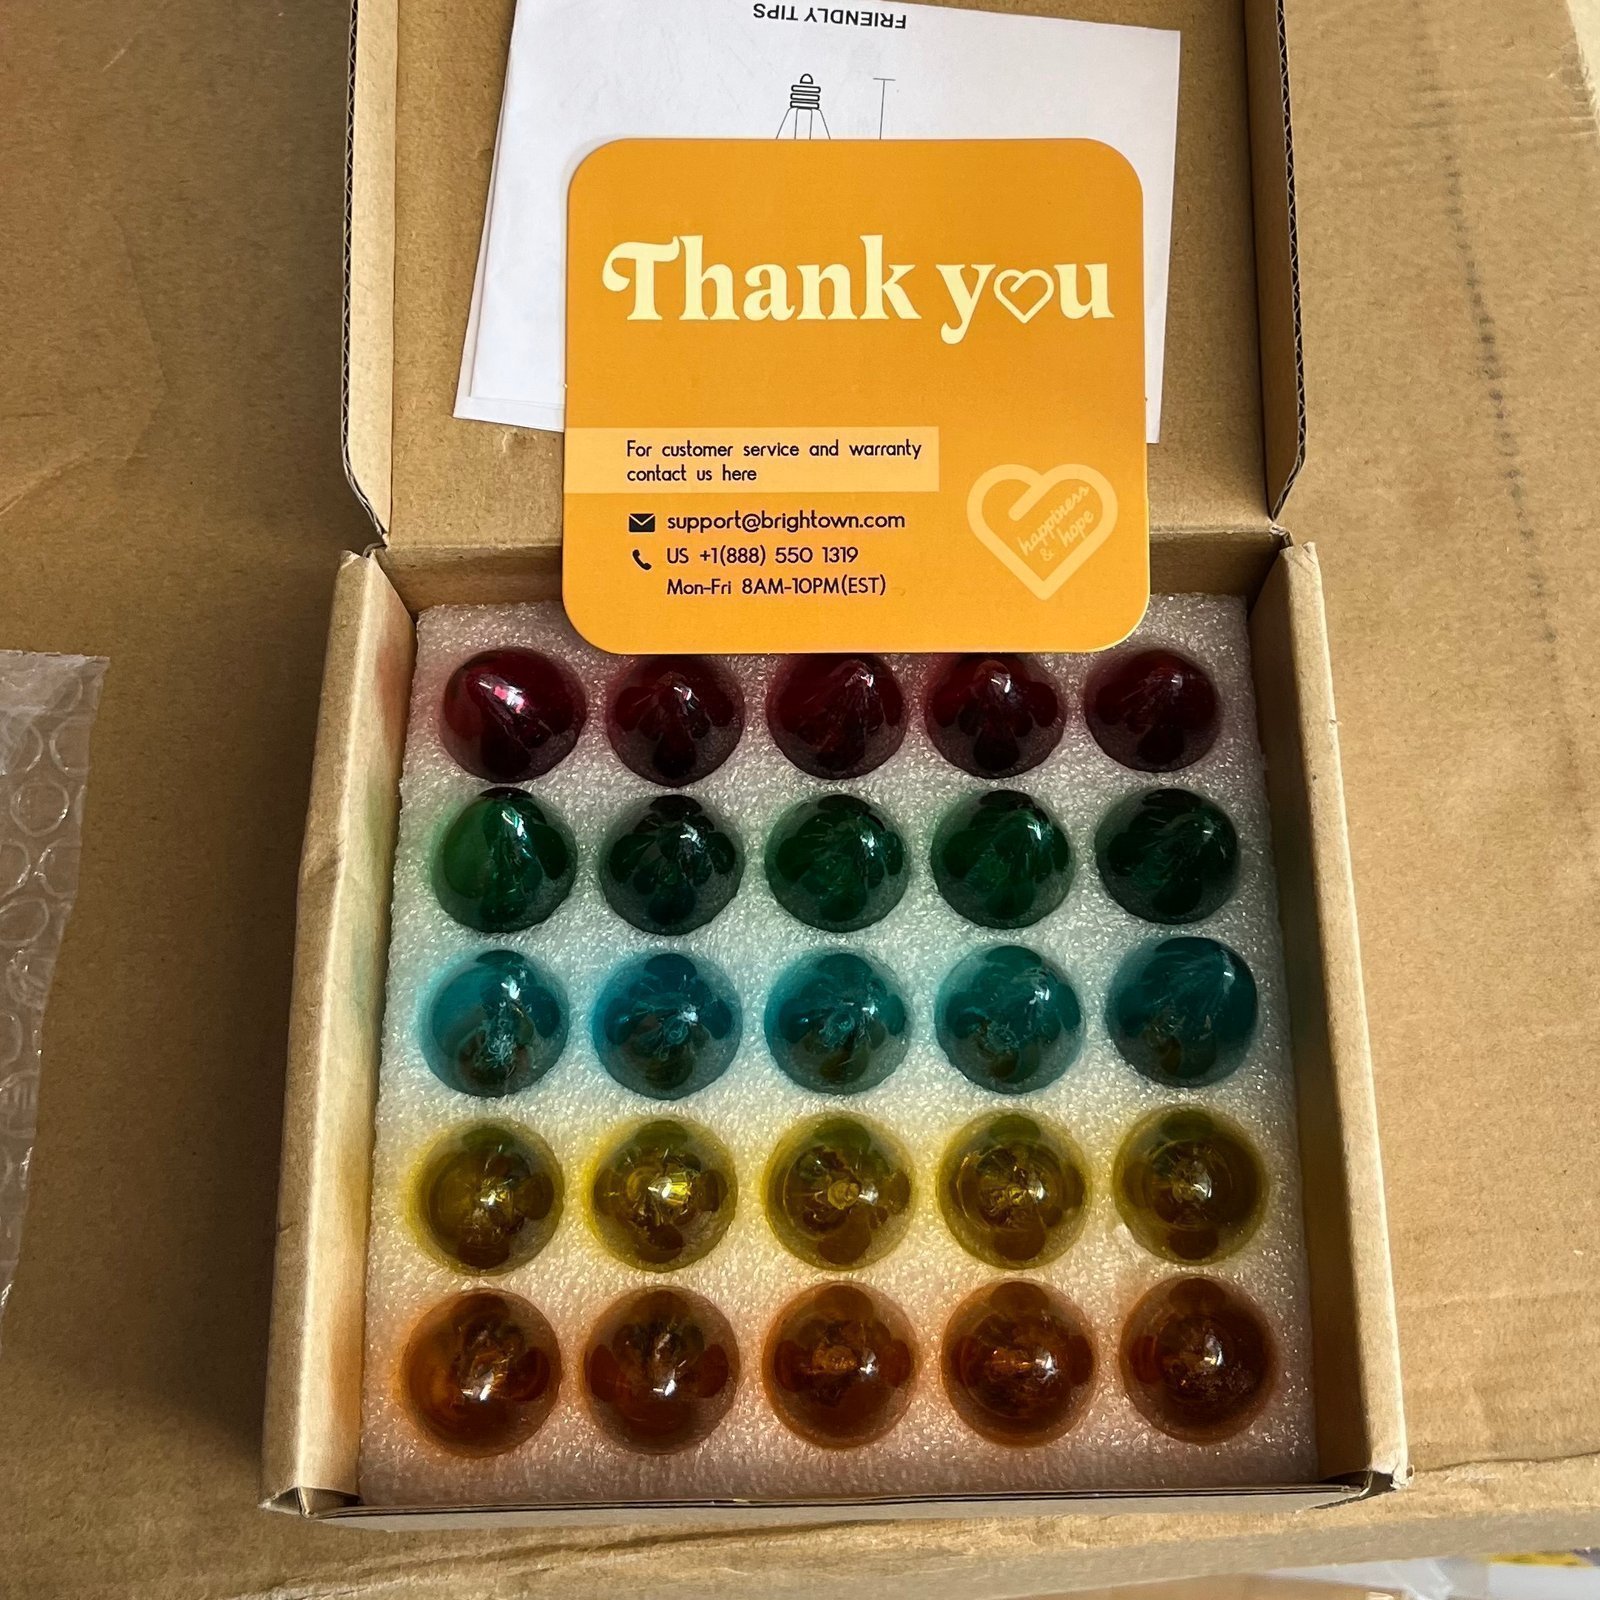 FRIENDLY TIPS
Thank you
For customer service and warranty
contact us here
support@brightown.com
US +1(888) 550 1319
Mon-Fri 8AM-10PM(EST)
happiness
& hope